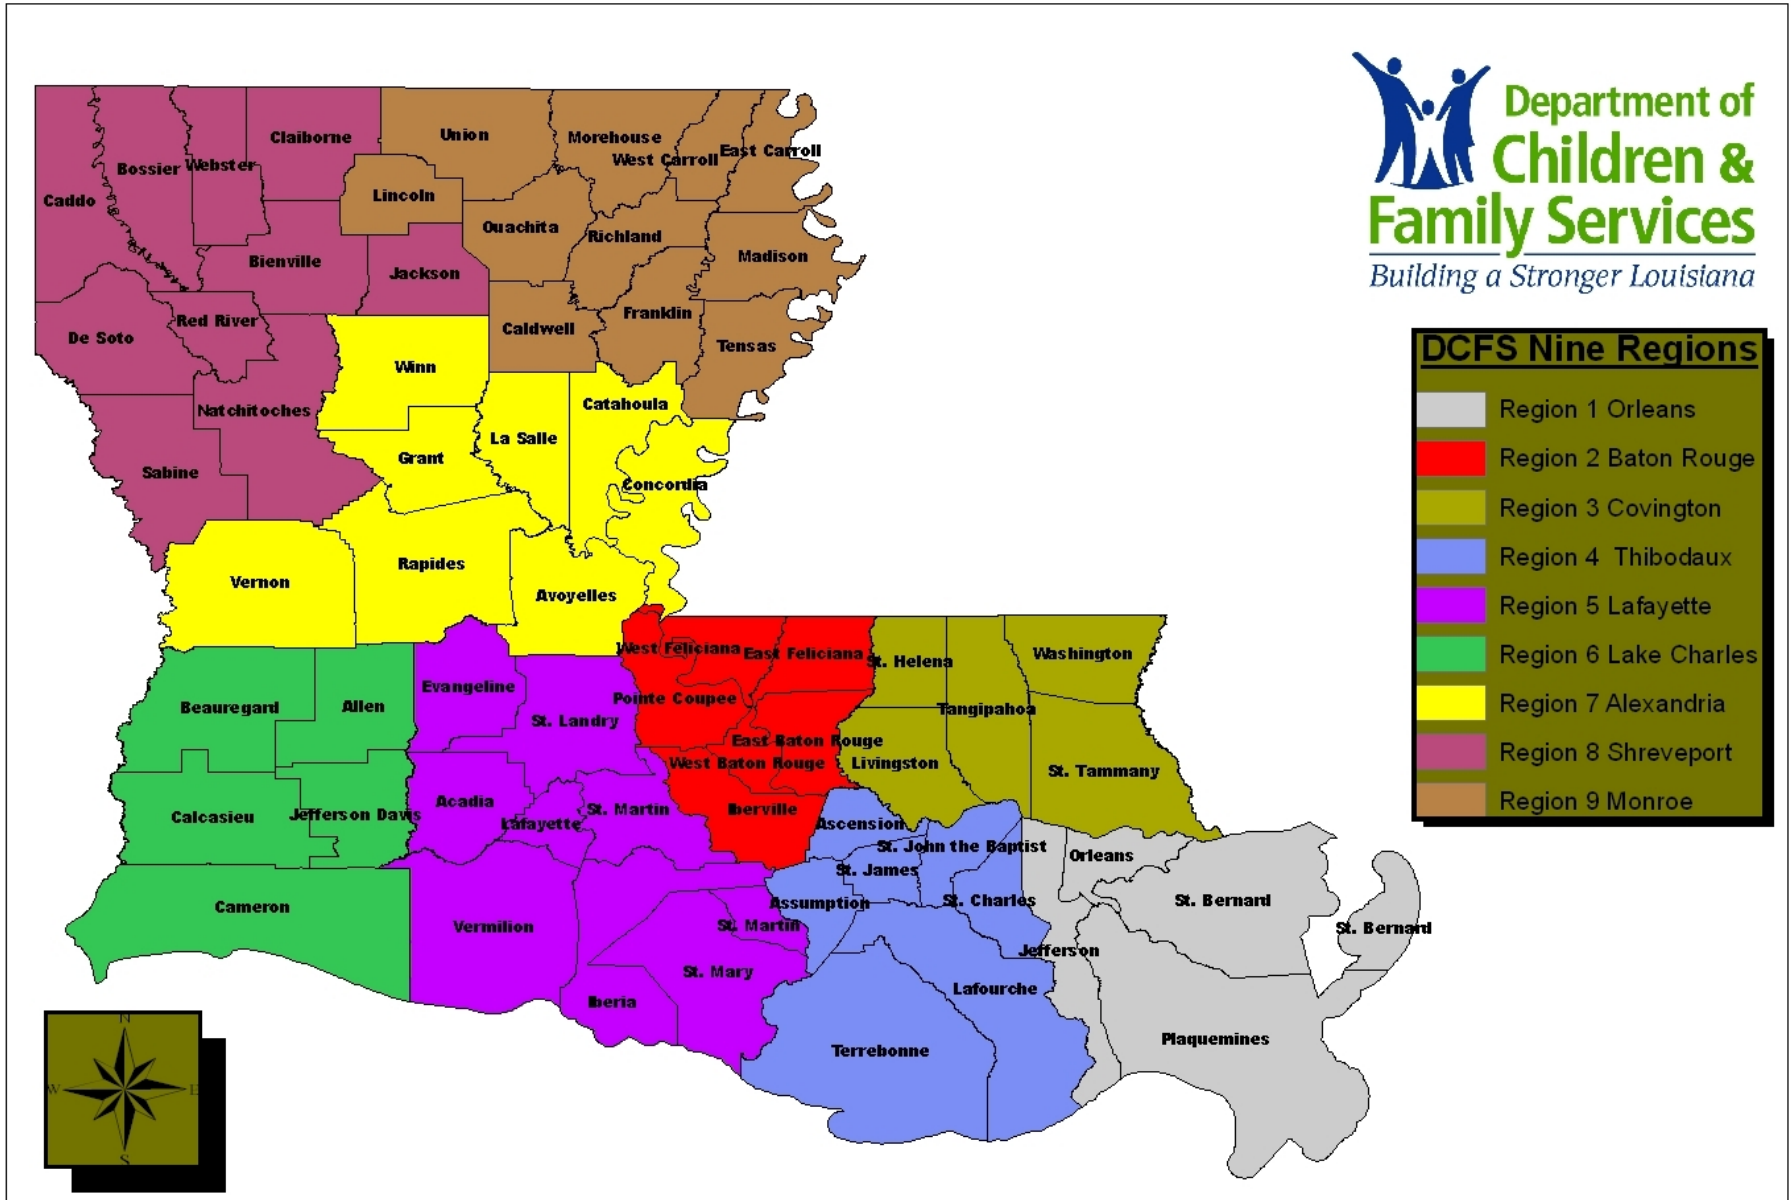 Department of
Children &
Family Services
Building a Stronger Louisiana
DCFS Nine Regions
Region 1 Orleans
Region 2 Baton Rouge
Region 3 Covington
Region 4 Thibodaux
Region 5 Lafayette
Region 6 Lake Charles
Region 7 Alexandria
Region 8 Shreveport
Region 9 Monroe
Caddo
Bossier
Webster
Claiborne
Union
Morehouse
West Carroll
East Carroll
Lincoln
Ouachita
Richland
Madison
Bienville
Jackson
De Soto
Red River
Caldwell
Franklin
Tensas
Winn
Natchitoches
Catahoula
Sabine
Grant
La Salle
Concordia
Vernon
Rapides
Avoyelles
West Feliciana
East Feliciana
St. Helena
Washington
Evangeline
Pointe Coupee
Beauregard
Allen
St. Landry
Tangipahoa
East Baton Rouge
West Baton Rouge
Livingston
St. Tammany
Calcasieu
Jefferson Davis
Acadia
Lafayette
St. Martin
Iberville
Ascension
St. John the Baptist
Orleans
St. James
Cameron
Assumption
St. Charles
St. Bernard
St. Bernard
Vermilion
St. Martin
Jefferson
St. Mary
Iberia
Lafourche
Terrebonne
Plaquemines
N
W
E
S